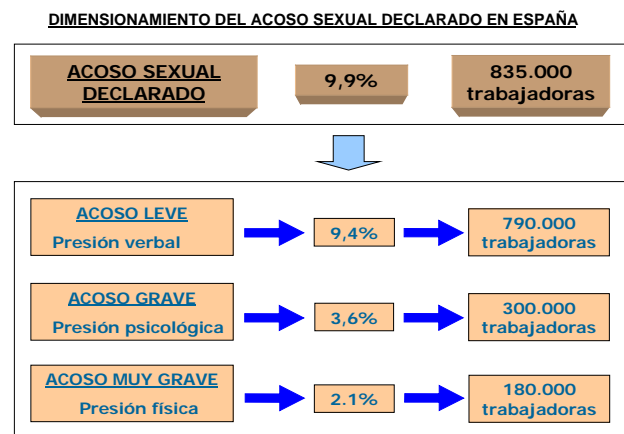 DIMENSIONAMIENTO DEL ACOSO SEXUAL DECLARADO EN ESPAÑA
ACOSO SEXUAL
DECLARADO
9,9%
835.000
trabajadoras
ACOSO LEVE
Presión verbal
9,4%
790.000
trabajadoras
ACOSO GRAVE
Presión psicológica
3,6%
300.000
trabajadoras
ACOSO MUY GRAVE
Presión física
2.1%
180.000
trabajadoras